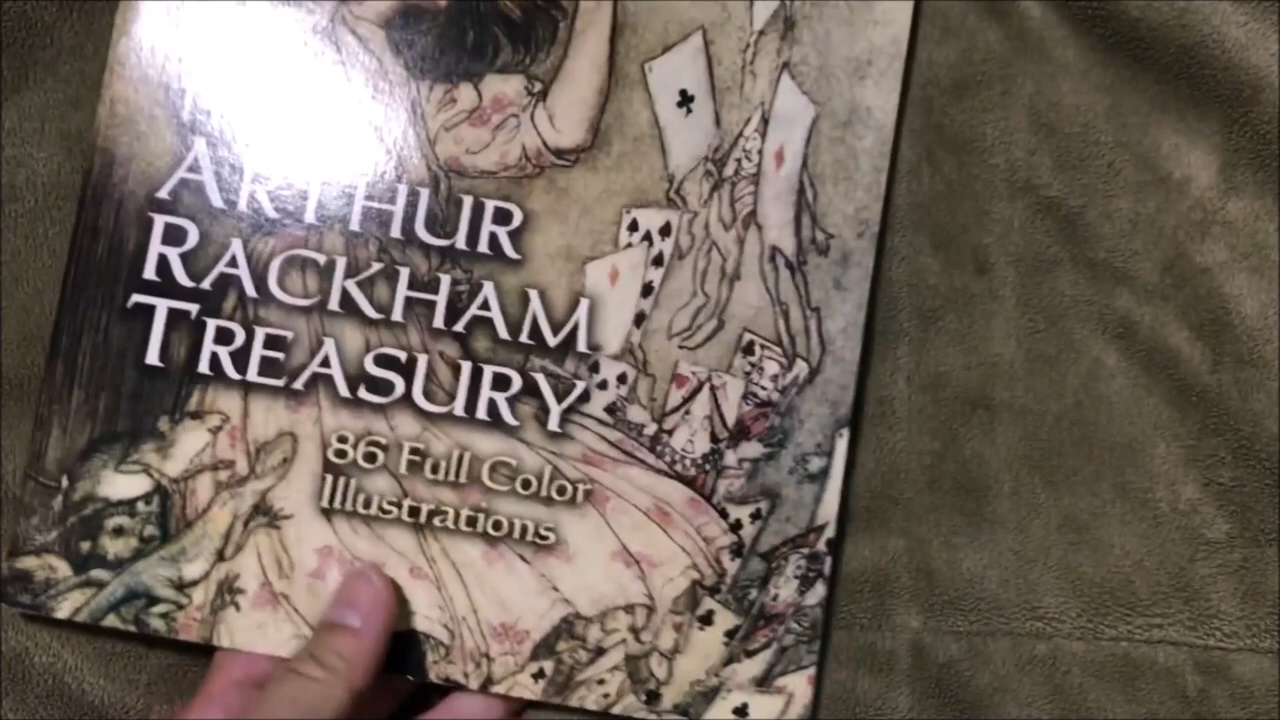 Arthur
Rackham
Treasury
86 Full Color
Illustrations